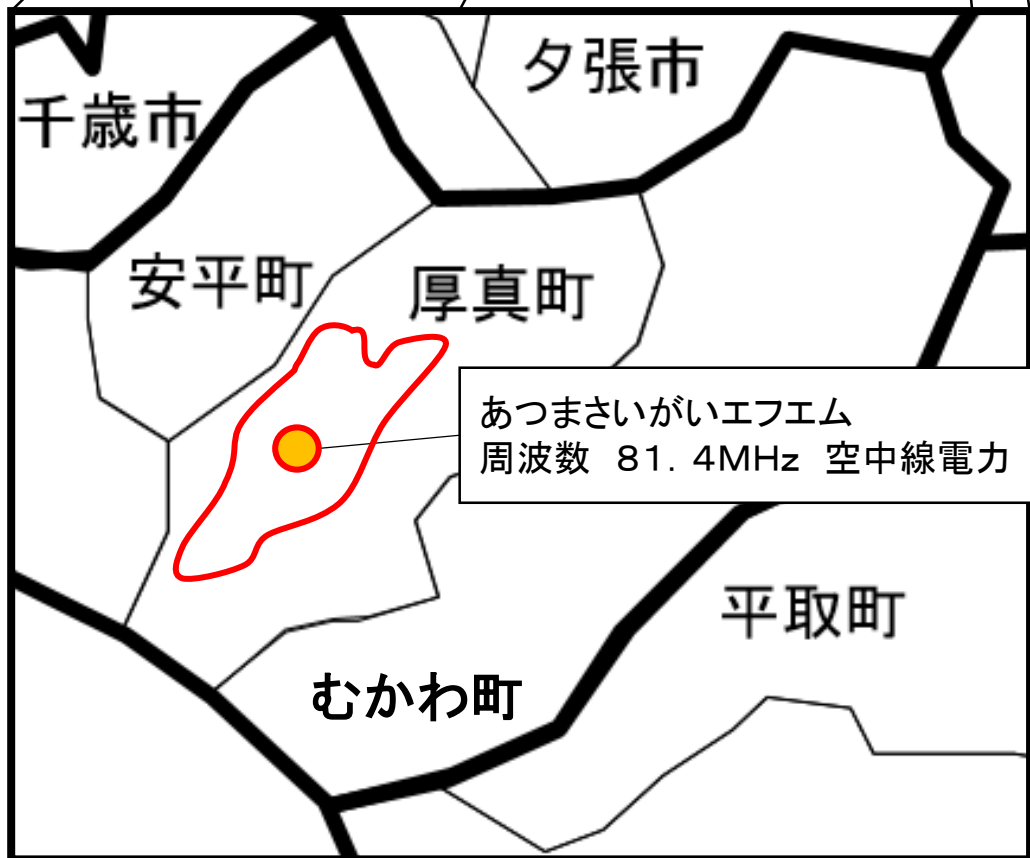 夕張市
千歳市
安平町
厚真町
あつまさいがいエフエム
周波数　81．4MHz　空中線電力
平取町
むかわ町